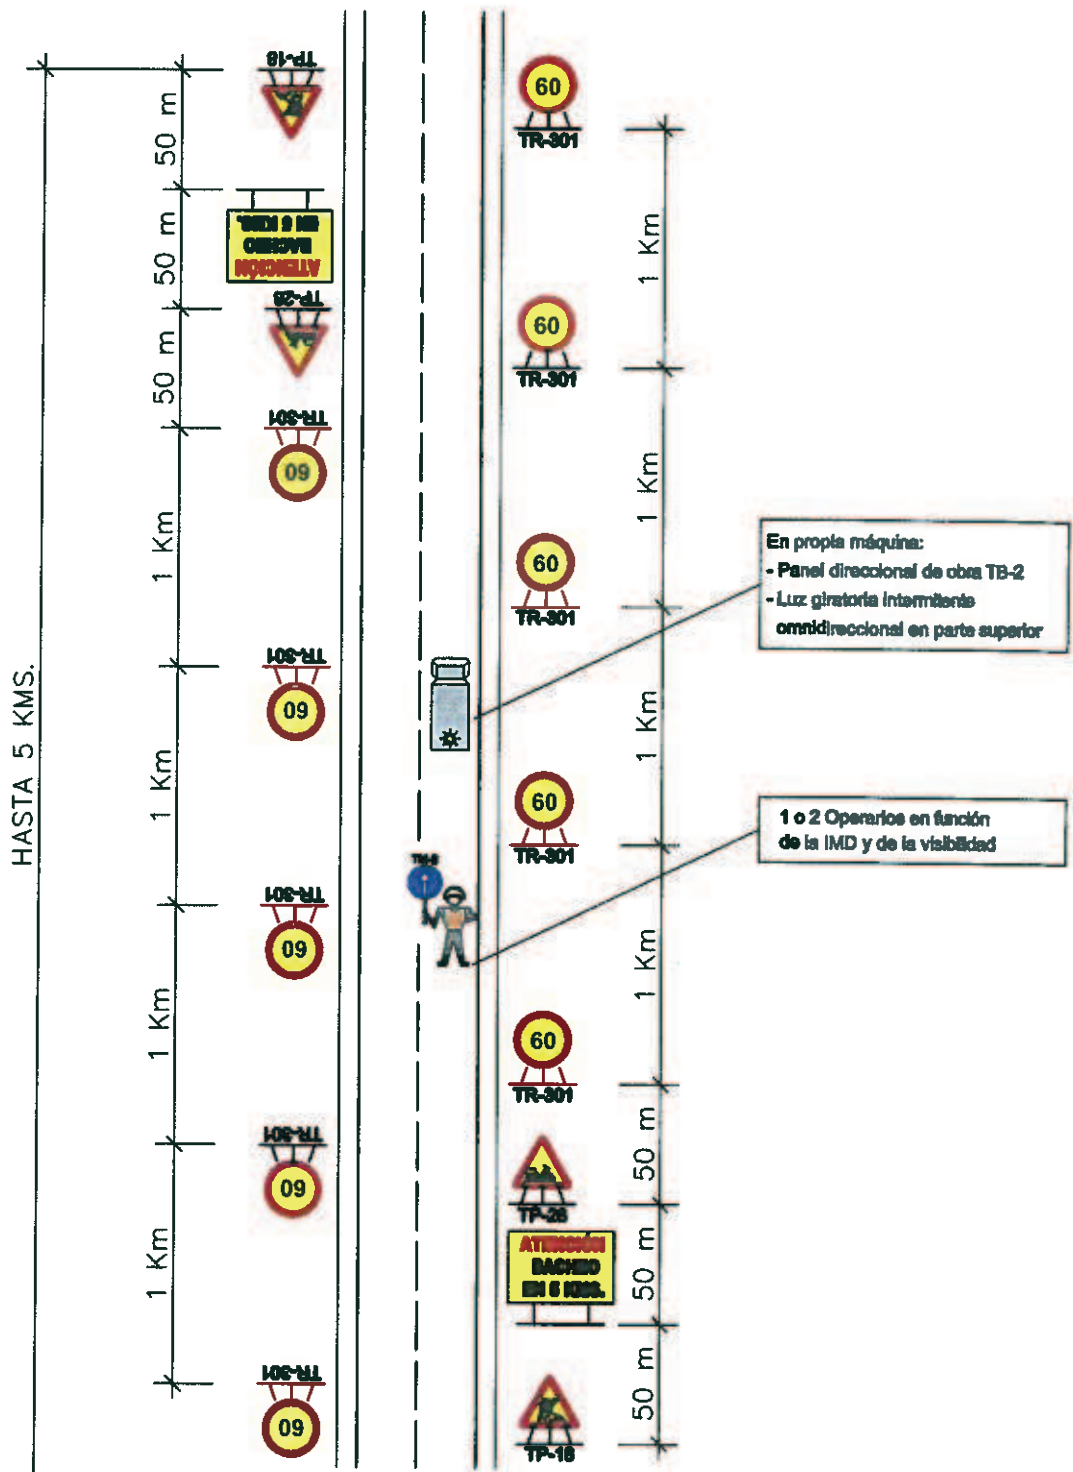 HASTA 5 KMS.
50 m
50 m
50 m
1 Km
1 Km
1 Km
1 Km
TP-18
ATENCIÓN
BACHEO
EN 5 KMS.
TP-26
TR-301
60
TR-301
60
TR-301
60
TR-301
60
TR-301
60
60
TR-301
60
TR-301
60
TR-301
60
TR-301
60
TR-301
TP-26
ATENCIÓN
BACHEO
EN 5 KMS.
TP-18
1 Km
1 Km
1 Km
1 Km
50 m
50 m
50 m
En propia máquina:
- Panel direccional de obra TB-2
- Luz giratoria intermitente
omnidireccional en parte superior
1 o 2 Operarios en función
de la IMD y de la visibilidad